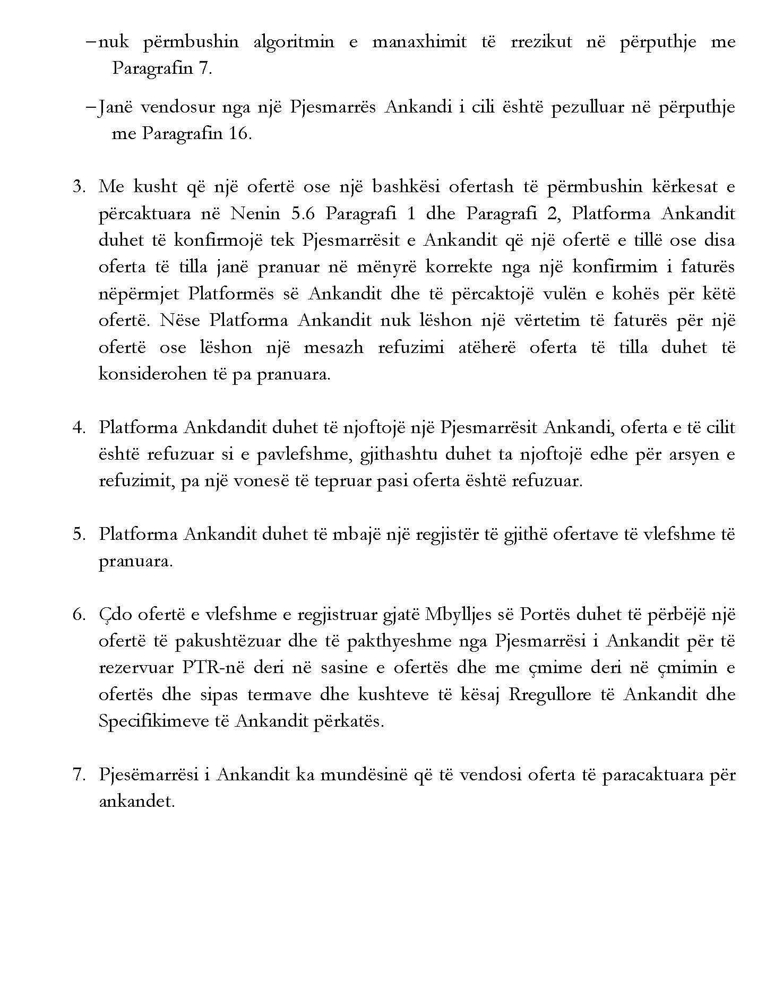 –nuk përmbushin algoritmin e manaxhimit të rrezikut në përputhje me
Paragrafin 7.
–Janë vendosur nga një Pjesmarrës Ankandi i cili është pezulluar në përputhje
me Paragrafin 16.
3. Me kusht që një ofertë ose një bashkësi ofertash të përmbushin kërkesat e
përcaktuara në Nenin 5.6 Paragrafi 1 dhe Paragrafi 2, Platforma Ankandit
duhet të konfirmojë tek Pjesmarrësit e Ankandit që një ofertë e tillë ose disa
oferta të tilla janë pranuar në mënyrë korrekte nga një konfirmim i faturës
nëpërmjet Platformës së Ankandit dhe të përcaktojë vulën e kohës për këtë
ofertë. Nëse Platforma Ankandit nuk lëshon një vërtetim të faturës për një
ofertë ose lëshon një mesazh refuzimi atëherë oferta të tilla duhet të
konsiderohen të pa pranuara.
4. Platforma Ankdandit duhet të njoftojë një Pjesmarrësit Ankandi, oferta e të cilit
është refuzuar si e pavlefshme, gjithashtu duhet ta njoftojë edhe për arsyen e
refuzimit, pa një vonesë të tepruar pasi oferta është refuzuar.
5. Platforma Ankandit duhet të mbajë një regjistër të gjithë ofertave të vlefshme të
pranuara.
6. Çdo ofertë e vlefshme e regjistruar gjatë Mbylljes së Portës duhet të përbëjë një
ofertë të pakushtëzuar dhe të pakthyeshme nga Pjesmarrësi i Ankandit për të
rezervuar PTR-në deri në sasine e ofertës dhe me çmime deri në çmimin e
ofertës dhe sipas termave dhe kushteve të kësaj Rregullore të Ankandit dhe
Specifikimeve të Ankandit përkatës.
7. Pjesëmarrësi i Ankandit ka mundësinë që të vendosi oferta të paracaktuara për
ankandet.